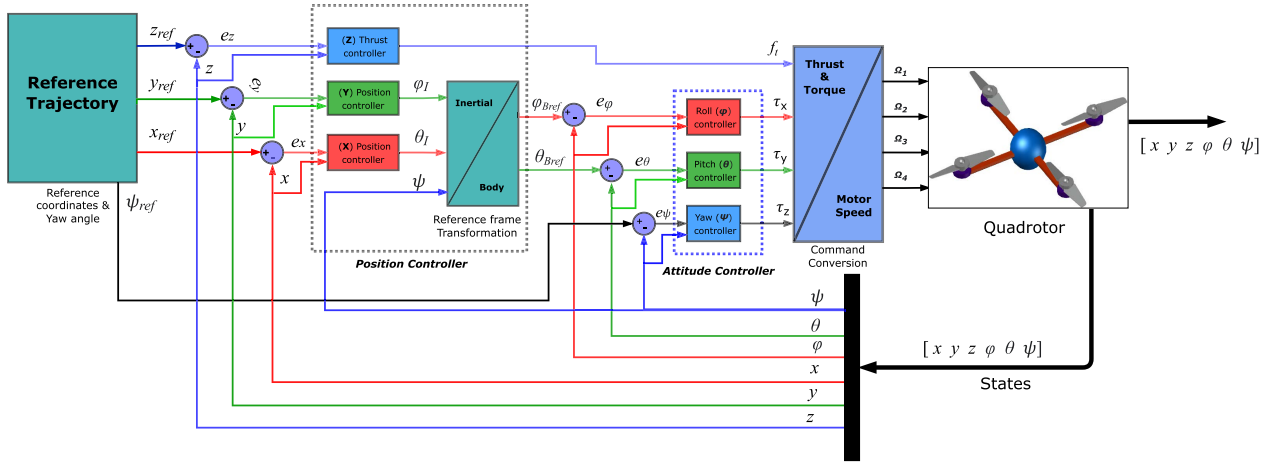 Reference
Trajectory
Reference
coordinates &
Yaw angle
z_ref
y_ref
x_ref
ψ_ref
+
-
e_z
z
+
-
e_y
y
+
-
e_x
x
(Z) Thrust
controller
(Y) Position
controller
(X) Position
controller
φ_I
θ_I
ψ
Inertial
Body
Reference frame
Transformation
Position Controller
φ_Bref
θ_Bref
+
-
e_φ
+
-
e_θ
+
-
e_ψ
Roll (φ)
controller
Pitch (θ)
controller
Yaw (Ψ)
controller
Attitude Controller
f_t
τ_x
τ_y
τ_z
Thrust
&
Torque
Motor
Speed
Command
Conversion
Ω_1
Ω_2
Ω_3
Ω_4
Quadrotor
[ x y z φ θ ψ]
[ x y z φ θ ψ]
States
ψ
θ
φ
x
y
z